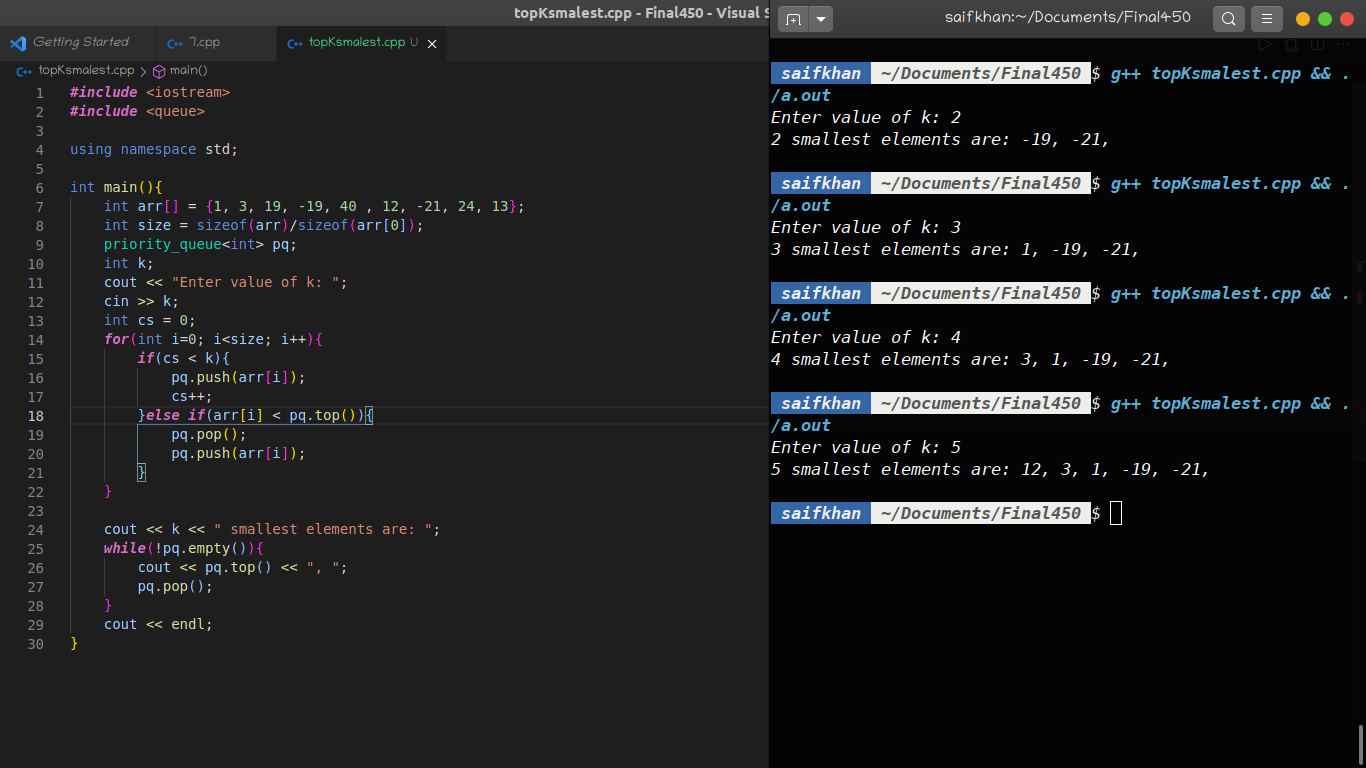 topKsmalest.cpp - Final450 - Visual S
Getting Started
7.cpp
topKsmalest.cpp U
topKsmalest.cpp > main()
1 #include <iostream>
2 #include <queue>
3
4 using namespace std;
5
6 int main(){
7 int arr[] = {1, 3, 19, -19, 40 , 12, -21, 24, 13};
8 int size = sizeof(arr)/sizeof(arr[0]);
9 priority_queue<int> pq;
10 int k;
11 cout << "Enter value of k: ";
12 cin >> k;
13 int cs = 0;
14 for(int i=0; i<size; i++){
15 if(cs < k){
16 pq.push(arr[i]);
17 cs++;
18 }else if(arr[i] < pq.top()){
19 pq.pop();
20 pq.push(arr[i]);
21 }
22 }
23
24 cout << k << " smallest elements are: ";
25 while(!pq.empty()){
26 cout << pq.top() << ", ";
27 pq.pop();
28 }
29 cout << endl;
30 }
saifkhan:~/Documents/Final450
saifkhan ~/Documents/Final450 $ g++ topKsmalest.cpp && .
/a.out
Enter value of k: 2
2 smallest elements are: -19, -21,
saifkhan ~/Documents/Final450 $ g++ topKsmalest.cpp && .
/a.out
Enter value of k: 3
3 smallest elements are: 1, -19, -21,
saifkhan ~/Documents/Final450 $ g++ topKsmalest.cpp && .
/a.out
Enter value of k: 4
4 smallest elements are: 3, 1, -19, -21,
saifkhan ~/Documents/Final450 $ g++ topKsmalest.cpp && .
/a.out
Enter value of k: 5
5 smallest elements are: 12, 3, 1, -19, -21,
saifkhan ~/Documents/Final450 $